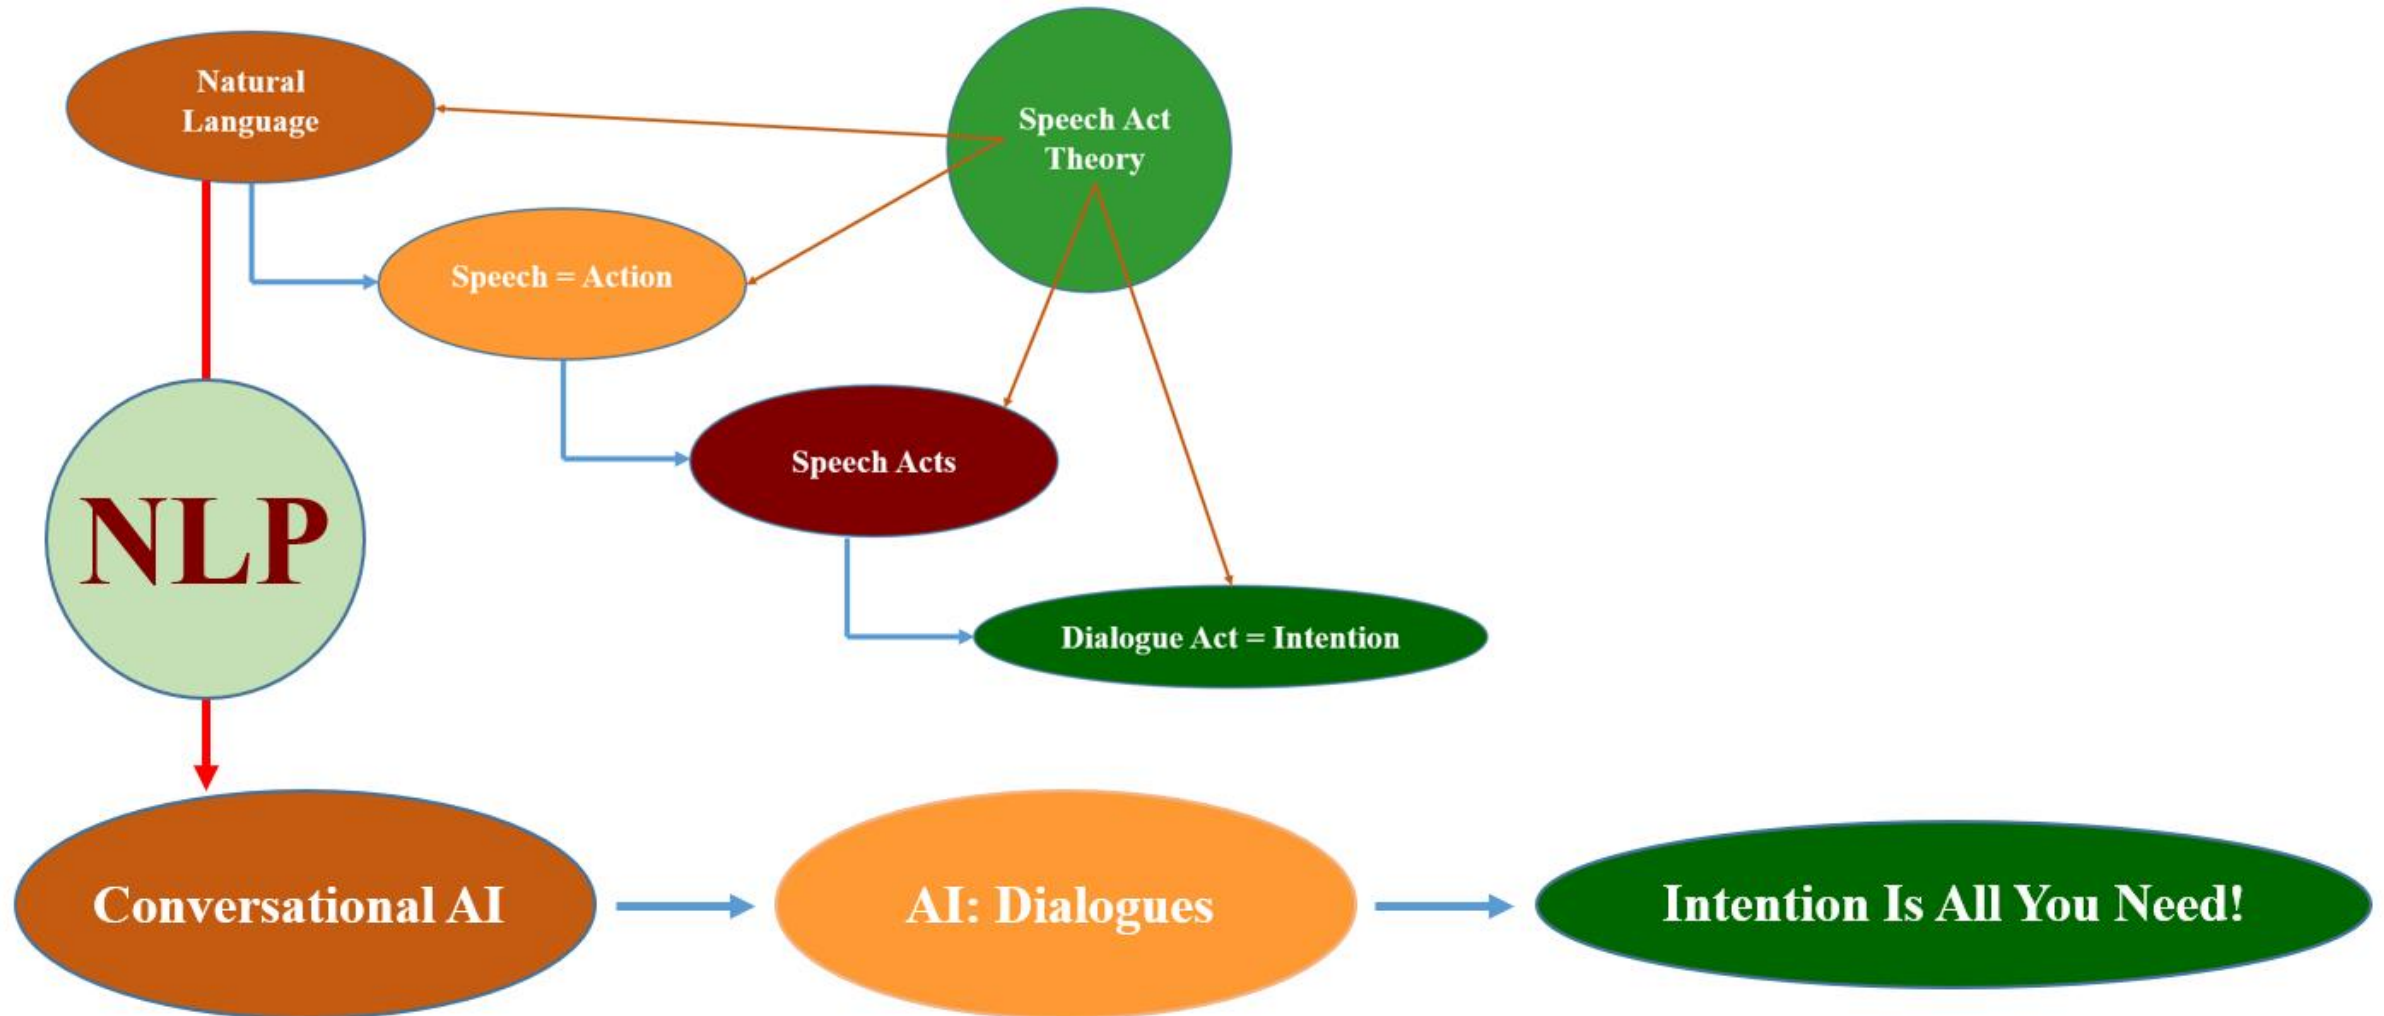 Natural
Language
Speech Act
Theory
Speech = Action
Speech Acts
NLP
Dialogue Act = Intention
Conversational AI
AI: Dialogues
Intention Is All You Need!